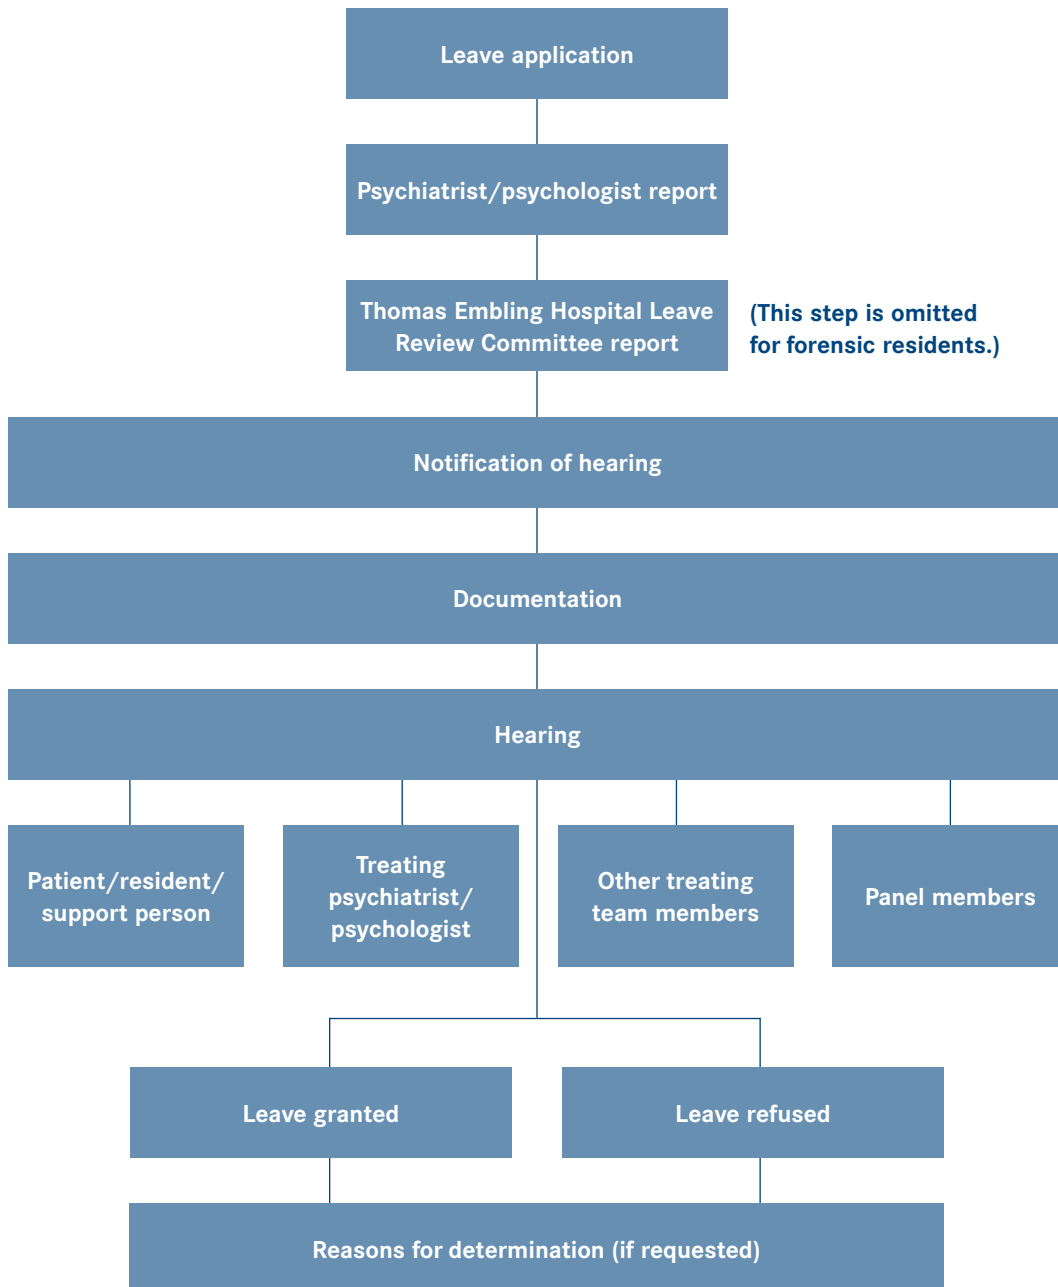 Leave application
Psychiatrist/psychologist report
Thomas Embling Hospital Leave
Review Committee report
(This step is omitted
for forensic residents.)
Notification of hearing
Documentation
Hearing
Patient/resident/
support person
Treating
psychiatrist/
psychologist
Other treating
team members
Panel members
Leave granted
Leave refused
Reasons for determination (if requested)